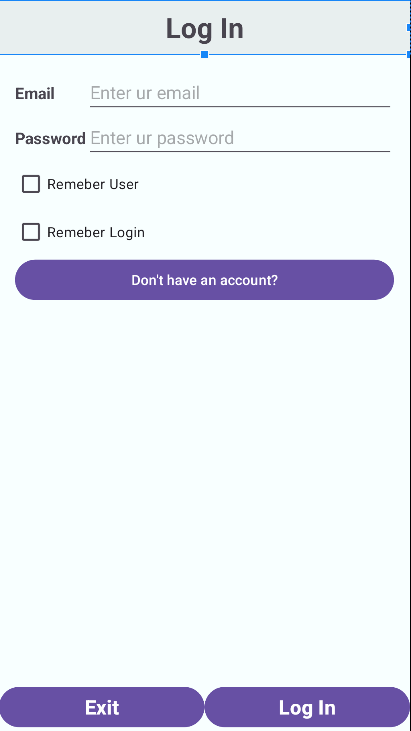 Log In
Email Enter ur email
Password Enter ur password
Remeber User
Remeber Login
Don't have an account?
Exit Log In